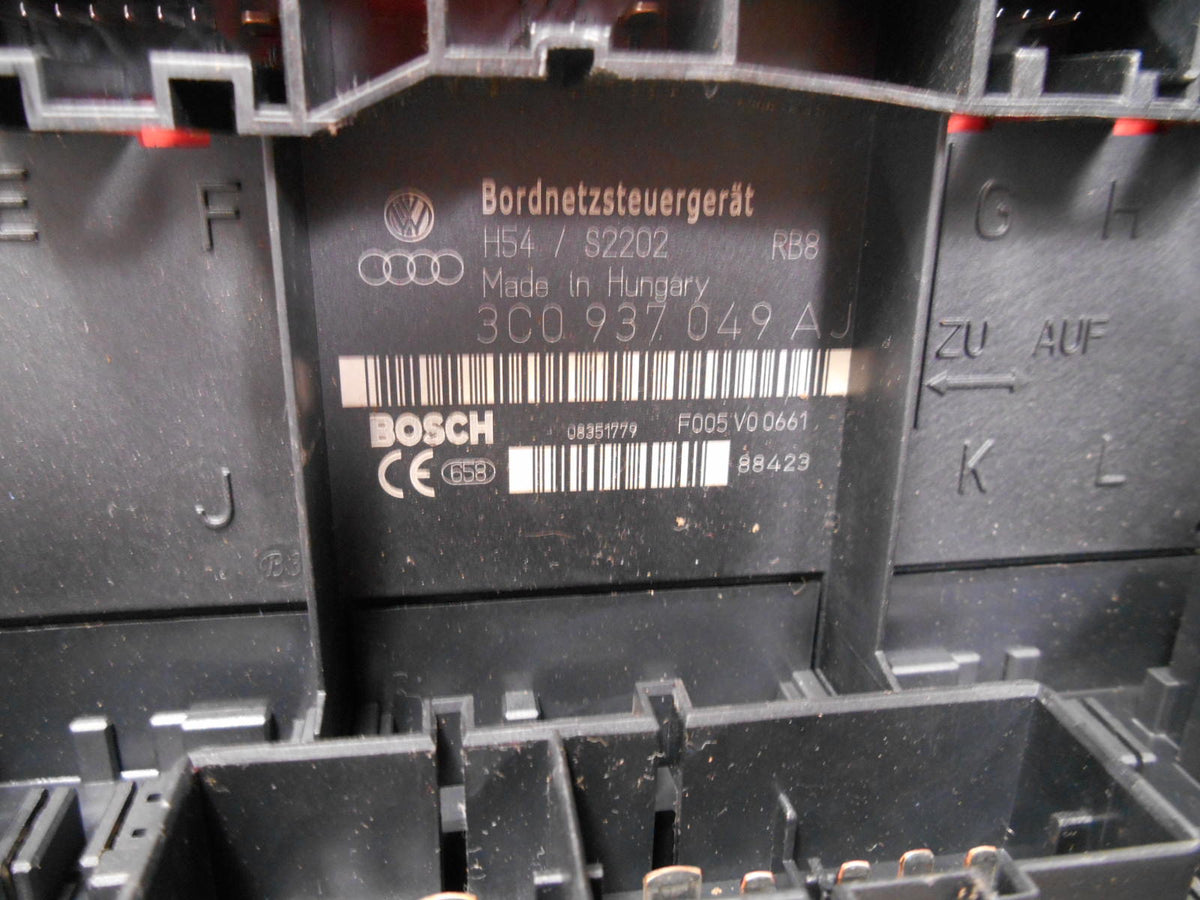 E F
Bordnetzsteuergerät
H54 / S2202 RB8
Made in Hungary
3C0 937 049 AJ
BOSCH 08351779 F005 V0 0661
CE 658 88423
G H
ZU AUF
K L
J
B3